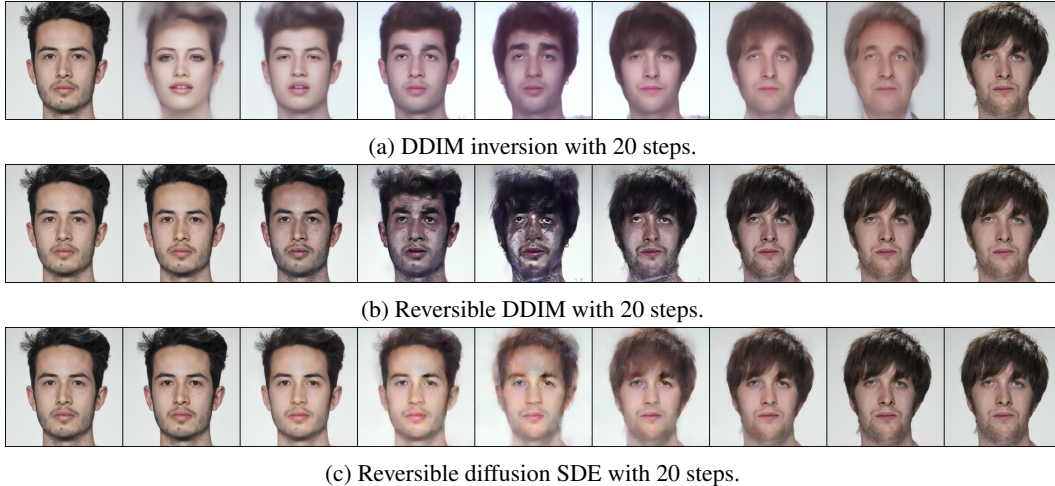 (a) DDIM inversion with 20 steps.
(b) Reversible DDIM with 20 steps.
(c) Reversible diffusion SDE with 20 steps.